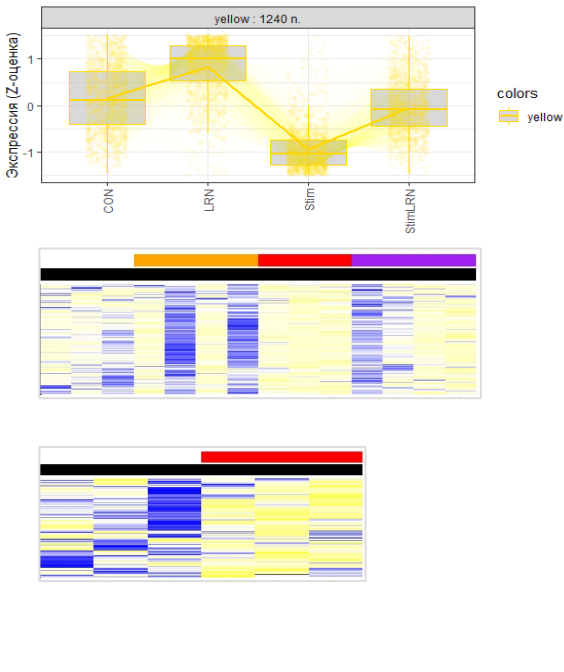 yellow : 1240 n.
Экспрессия (Z-оценка)
1
0
-1
CON
LRN
Stim
StimLRN
colors
yellow